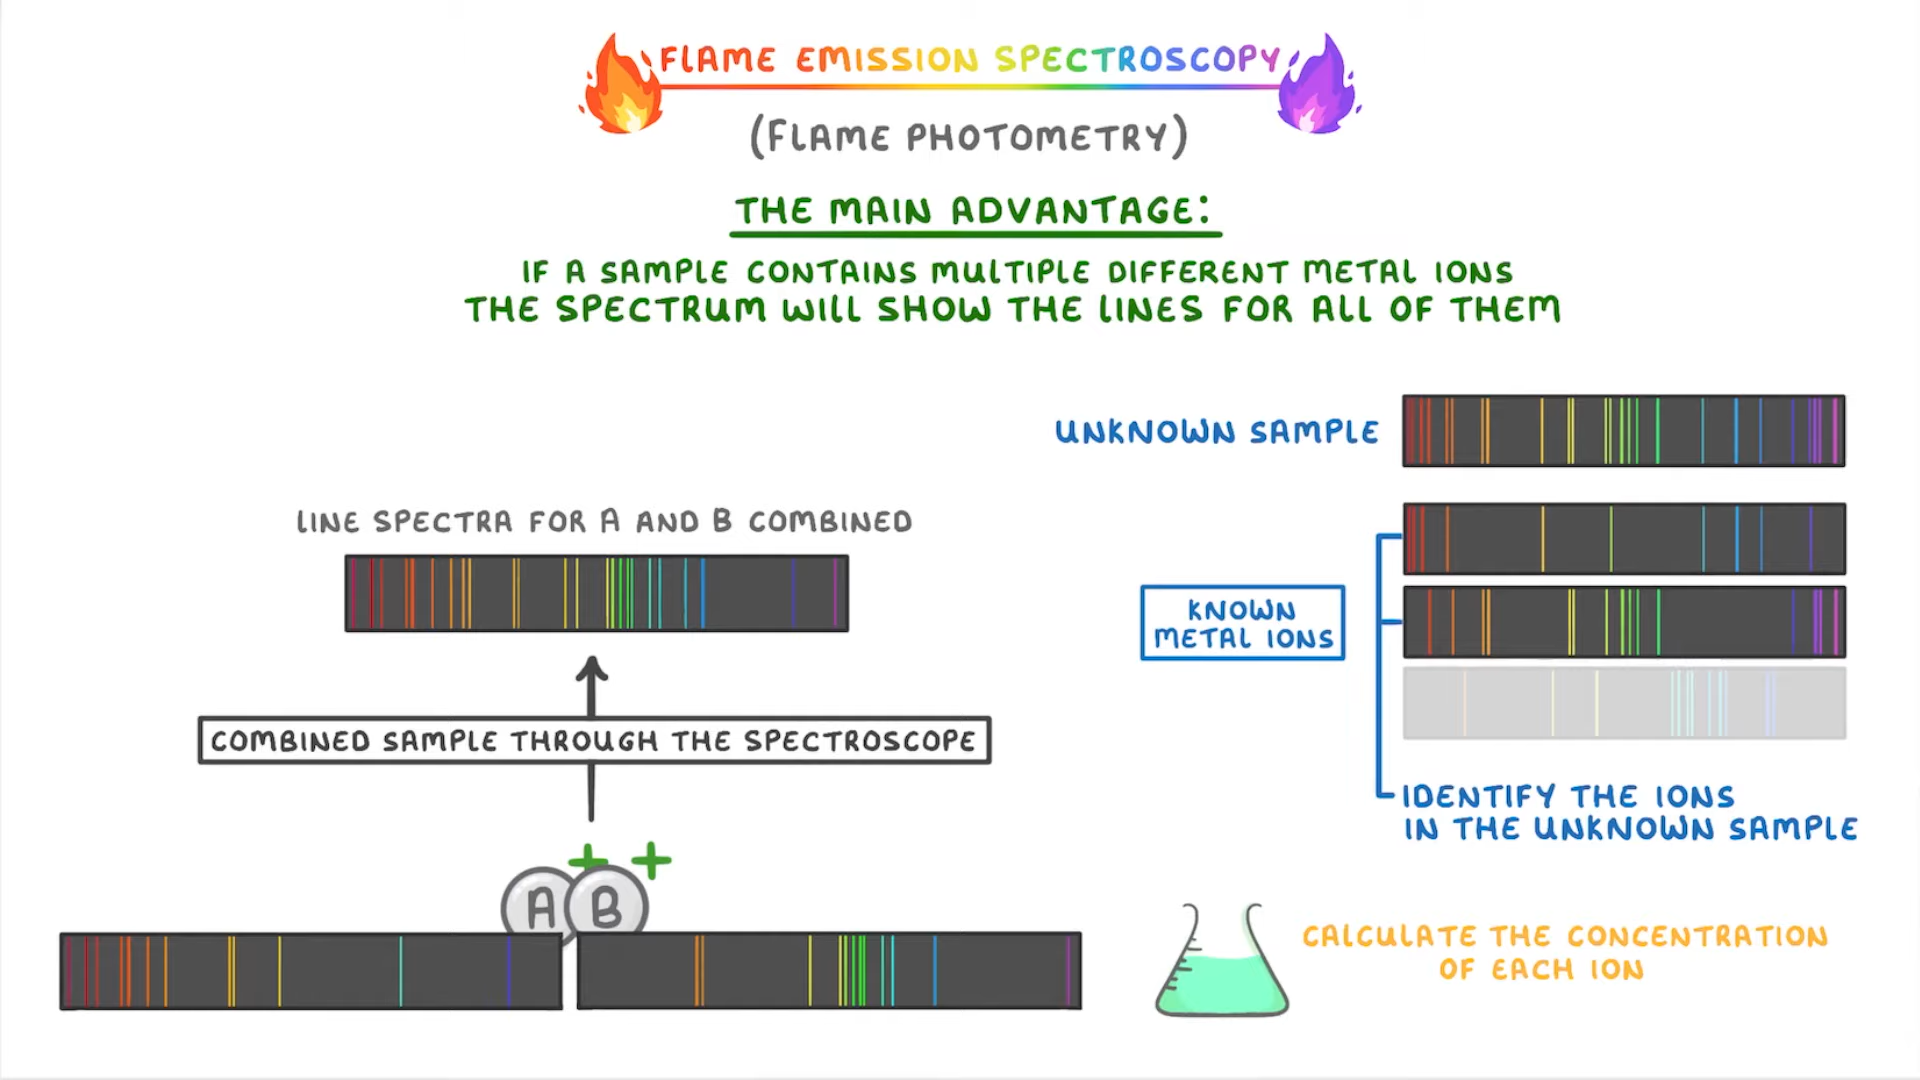 FLAME EMISSION SPECTROSCOPY
(FLAME PHOTOMETRY)
THE MAIN ADVANTAGE:
IF A SAMPLE CONTAINS MULTIPLE DIFFERENT METAL IONS
THE SPECTRUM WILL SHOW THE LINES FOR ALL OF THEM
LINE SPECTRA FOR A AND B COMBINED
COMBINED SAMPLE THROUGH THE SPECTROSCOPE
A + B +
UNKNOWN SAMPLE
KNOWN
METAL IONS
IDENTIFY THE IONS
IN THE UNKNOWN SAMPLE
CALCULATE THE CONCENTRATION
OF EACH ION